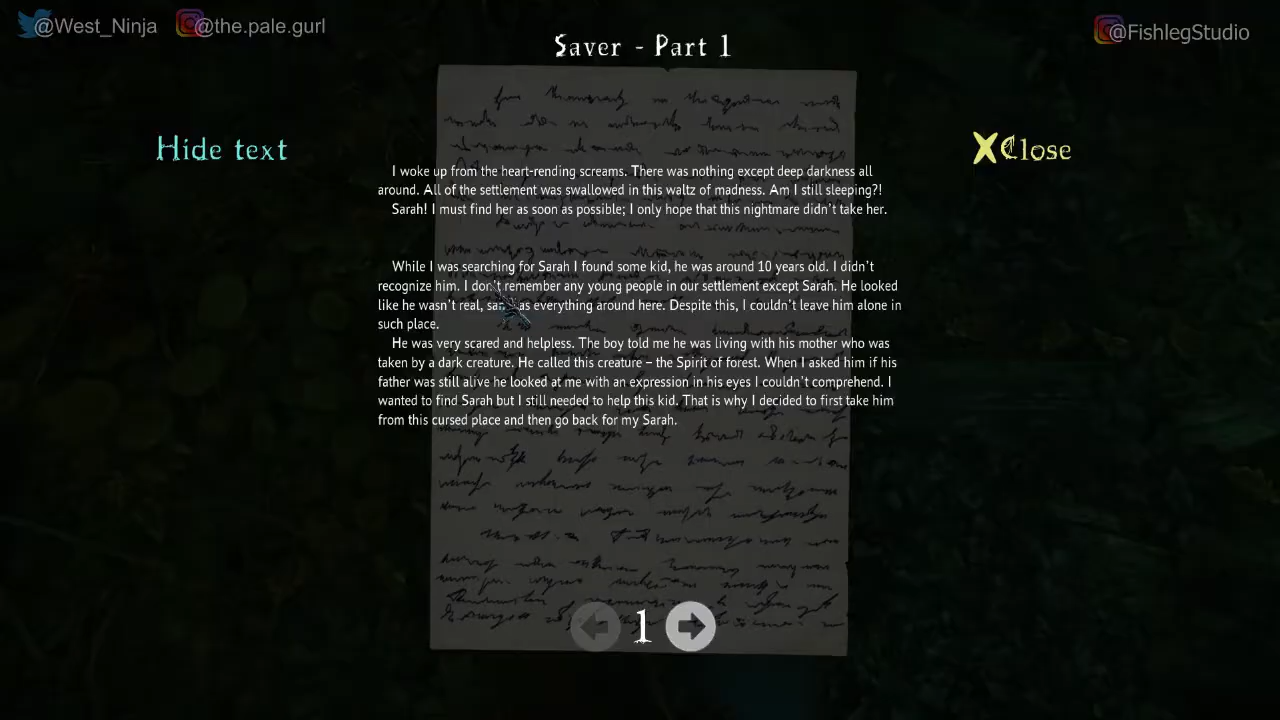 @West_Ninja @the.pale.gurl
@FishlegStudio
Saver - Part 1
Hide text
Close
I woke up from the heart-rending screams. There was nothing except deep darkness all
around. All of the settlement was swallowed in this waltz of madness. Am I still sleeping?!
Sarah! I must find her as soon as possible; I only hope that this nightmare didn't take her.
While I was searching for Sarah I found some kid, he was around 10 years old. I didn't
recognize him. I don't remember any young people in our settlement except Sarah. He looked
like he wasn't real, as everything around here. Despite this, I couldn't leave him alone in
such place.
He was very scared and helpless. The boy told me he was living with his mother who was
taken by a dark creature. He called this creature – the Spirit of forest. When I asked him if his
father was still alive he looked at me with an expression in his eyes I couldn't comprehend. I
wanted to find Sarah but I still needed to help this kid. That is why I decided to first take him
from this cursed place and then go back for my Sarah.
1